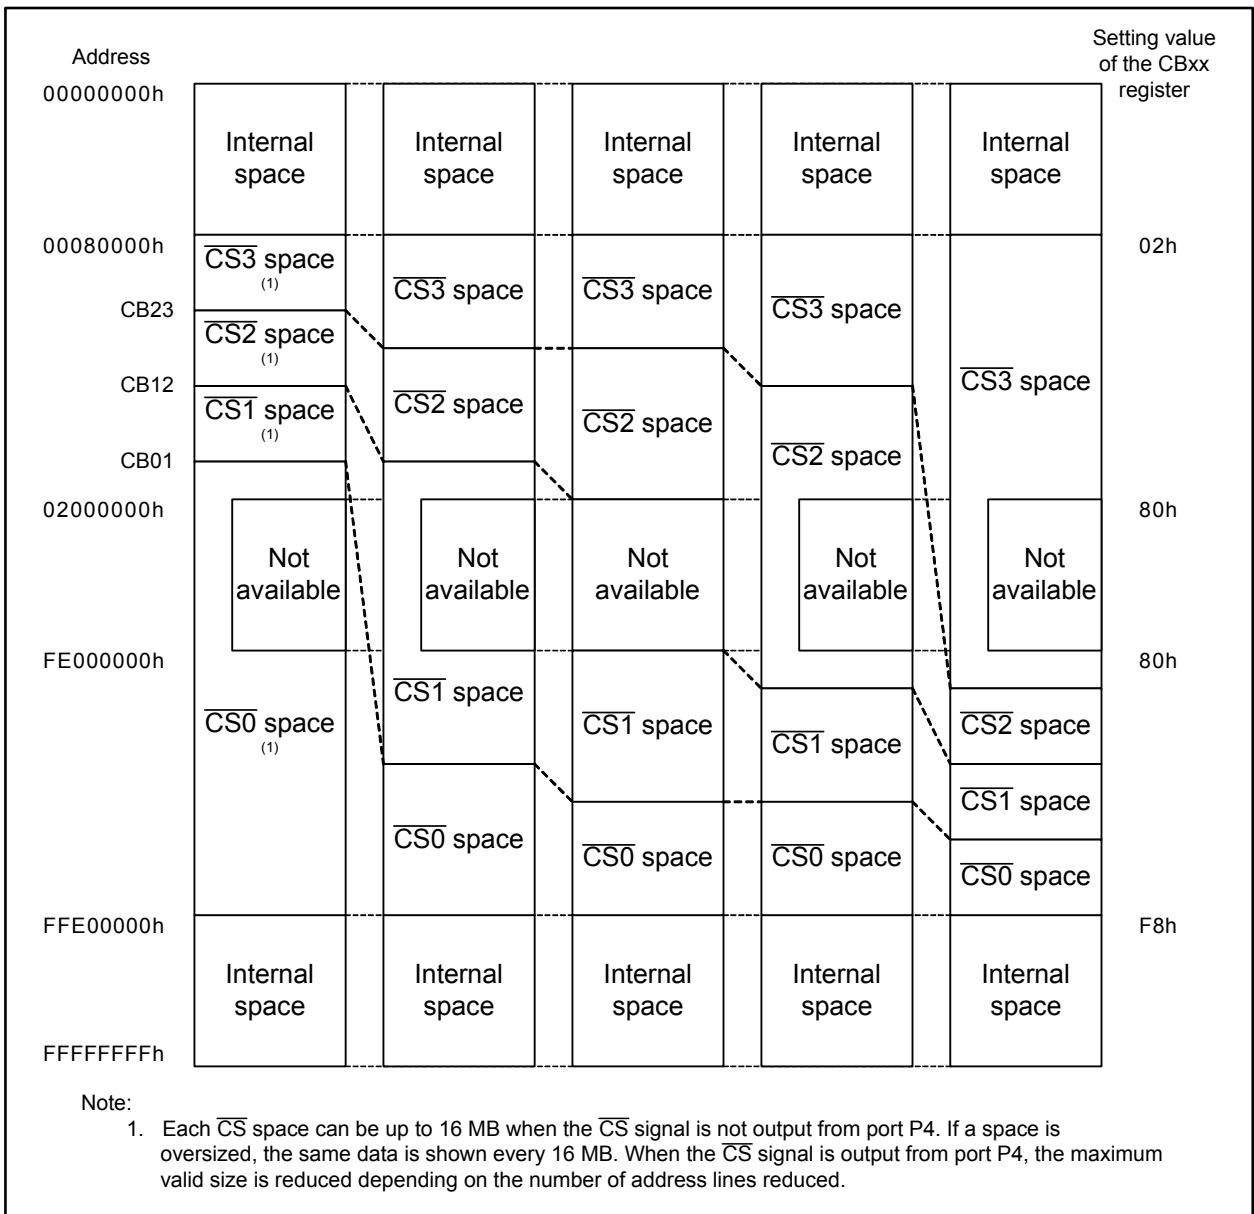 Address
Setting value
of the CBxx
register
00000000h
Internal
space
Internal
space
Internal
space
Internal
space
Internal
space
00080000h
02h
CS3 space
(1)
CS3 space
CS3 space
CS3 space
CS3 space
CB23
CS2 space
(1)
CB12
CS2 space
CS2 space
CS2 space
CS1 space
(1)
CB01
02000000h
80h
Not
available
Not
available
Not
available
Not
available
Not
available
FE000000h
80h
CS0 space
(1)
CS1 space
CS1 space
CS1 space
CS2 space
CS1 space
CS0 space
CS0 space
CS0 space
CS0 space
FFE00000h
F8h
Internal
space
Internal
space
Internal
space
Internal
space
Internal
space
FFFFFFFFh
Note:
1. Each CS space can be up to 16 MB when the CS signal is not output from port P4. If a space is
oversized, the same data is shown every 16 MB. When the CS signal is output from port P4, the maximum
valid size is reduced depending on the number of address lines reduced.